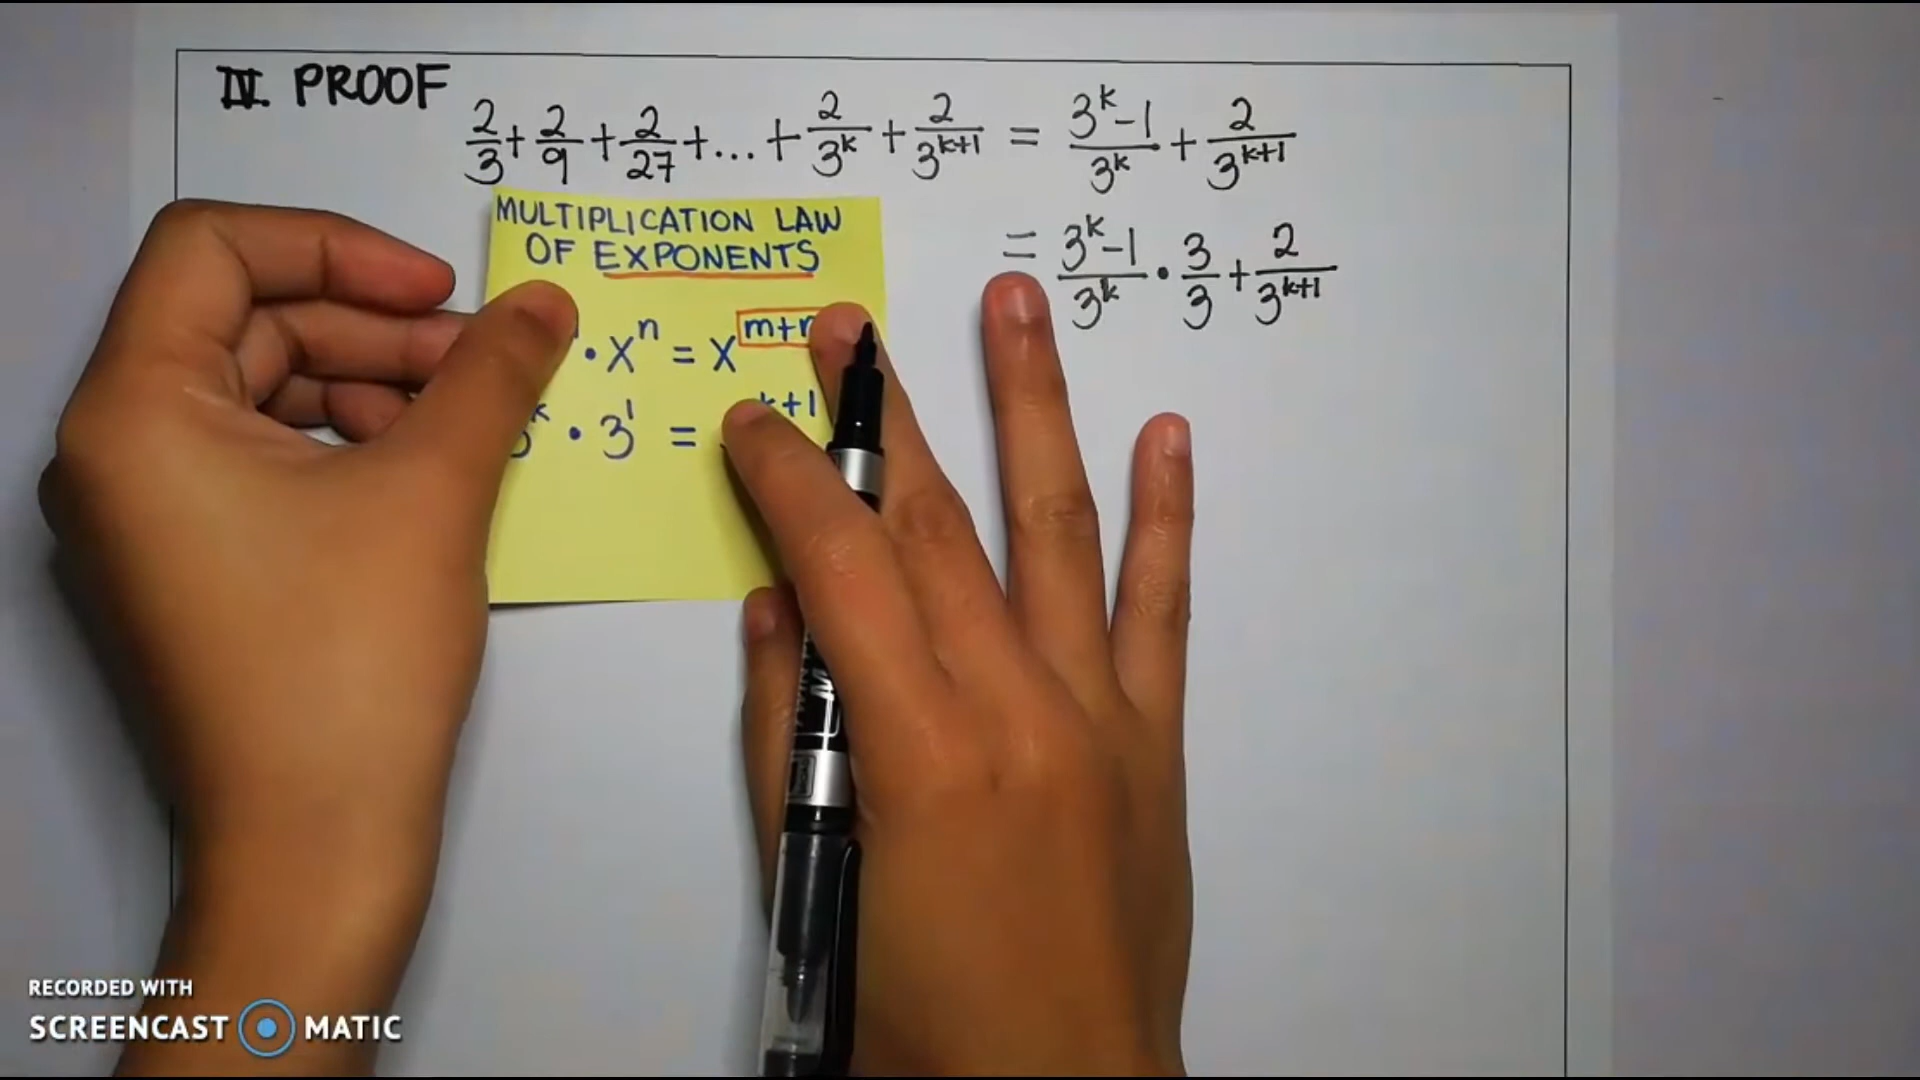 IV. PROOF
2/3 + 2/9 + 2/27 + ... + 2/3^k + 2/3^(k+1) = (3^k - 1)/3^k + 2/3^(k+1)
= (3^k - 1)/3^k • 3/3 + 2/3^(k+1)
MULTIPLICATION LAW
OF EXPONENTS
• x^n = x^(m+
^k • 3^1 = ^(k+1)
RECORDED WITH
SCREENCAST MATIC